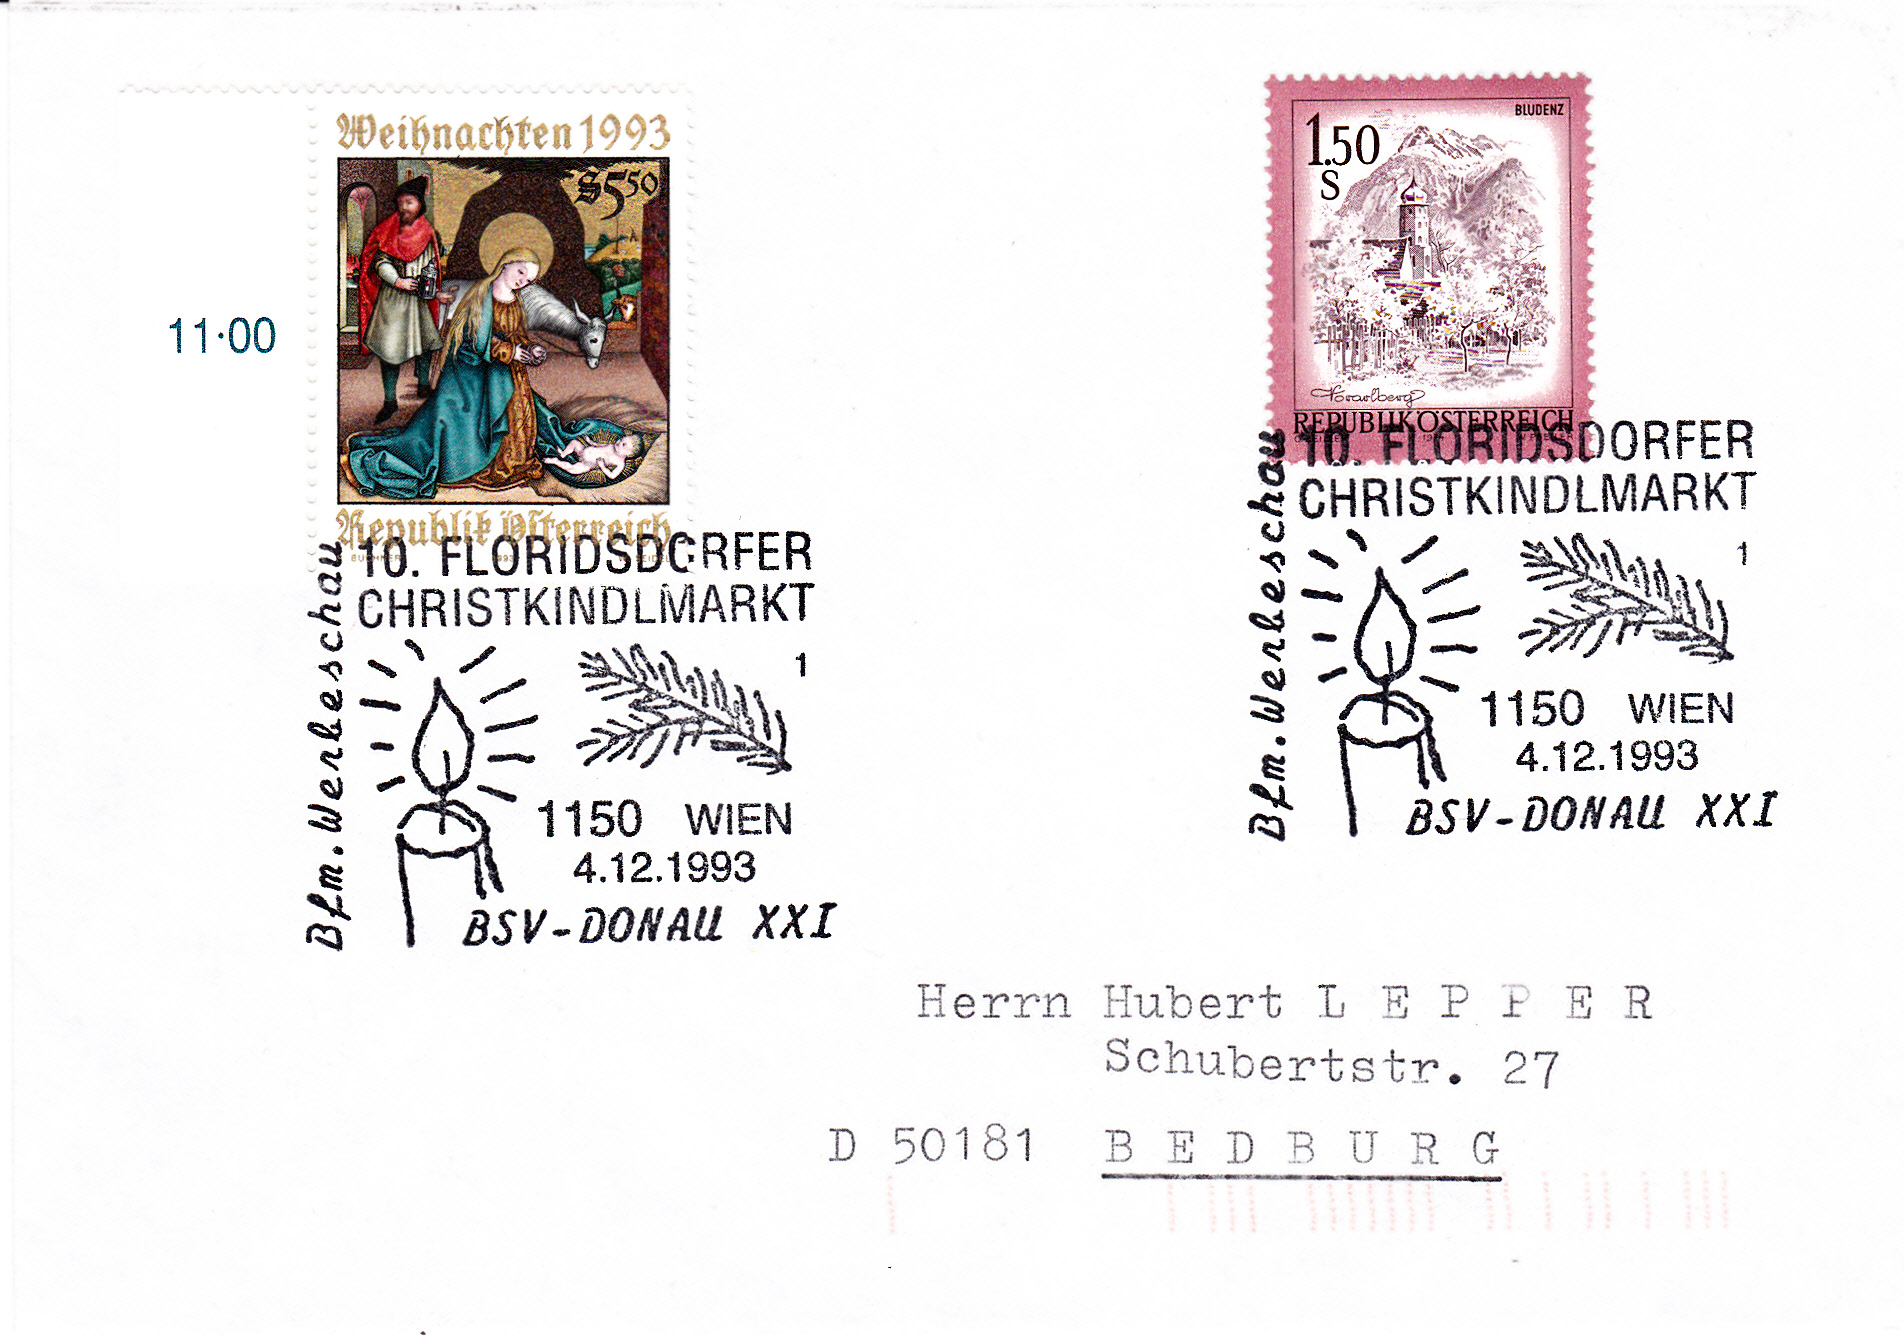 Weihnachten 1993
S 5 50
11·00
Republik Österreich
1993
10. FLORIDSDORFER
CHRISTKINDLMARKT
1
1150 WIEN
4.12.1993
BSV-DONAU XXI
Bfm. Werbeschau
BLUDENZ
1.50
S
Vorarlberg
REPUBLIK ÖSTERREICH
10. FLORIDSDORFER
CHRISTKINDLMARKT
1
1150 WIEN
4.12.1993
BSV-DONAU XXI
Bfm. Werbeschau
Herrn Hubert L E P P E R
Schubertstr. 27
D 50181 B E D B U R G